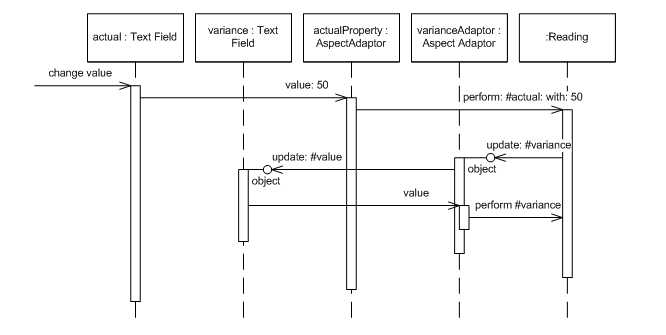 actual : Text Field
variance : Text
Field
actualProperty :
AspectAdaptor
varianceAdaptor :
Aspect Adaptor
:Reading
change value
value: 50
perform: #actual: with: 50
update: #variance
object
update: #value
object
value
perform #variance